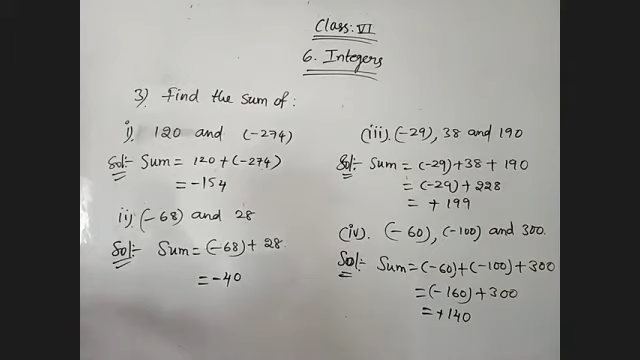 Class: VI
6. Integers
3) Find the sum of:
i) 120 and (-274)
Sol:- Sum = 120 + (-274)
= -154
ii) (-68) and 28
Sol:- Sum = (-68) + 28
= -40
(iii) (-29), 38 and 190
Sol:- Sum = (-29) + 38 + 190
= (-29) + 228
= + 199
(iv). (-60), (-100) and 300.
Sol:- Sum = (-60) + (-100) + 300
= (-160) + 300
= +140